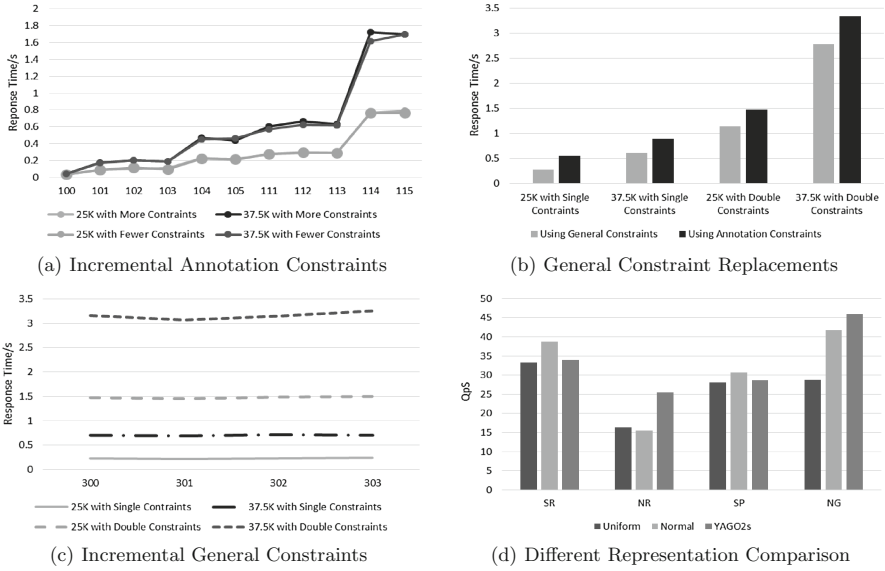 2
1.8
1.6
1.4
1.2
1
0.8
0.6
0.4
0.2
0
Reponse Time/s
100 101 102 103 104 105 111 112 113 114 115
25K with More Contraints 37.5K with More Constraints
25K with Fewer Constraints 37.5K with Fewer Constraints
(a) Incremental Annotation Constraints
3.5
3
2.5
2
1.5
1
0.5
0
Response Time/s
25K with Single Contraints 37.5K with Single Constraints 25K with Double Constraints 37.5K with Double Constraints
Using General Constraints Using Annotation Constraints
(b) General Constraint Replacements
3.5
3
2.5
2
1.5
1
0.5
0
Response Time/s
300 301 302 303
25K with Single Contraints 37.5K with Single Constraints
25K with Double Constraints 37.5K with Double Constraints
(c) Incremental General Constraints
50
45
40
35
30
25
20
15
10
5
0
QpS
SR NR SP NG
Uniform Normal YAGO2s
(d) Different Representation Comparison